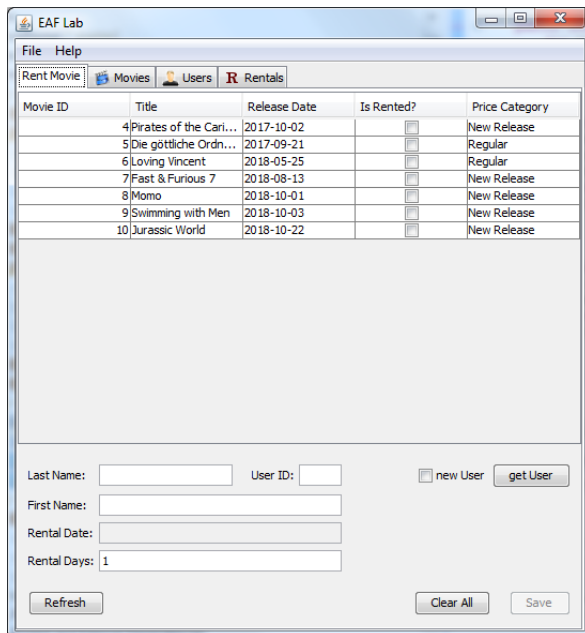 EAF Lab
File Help
Rent Movie Movies Users R Rentals
Movie ID Title Release Date Is Rented? Price Category
4 Pirates of the Cari... 2017-10-02 New Release
5 Die göttliche Ordn... 2017-09-21 Regular
6 Loving Vincent 2018-05-25 Regular
7 Fast & Furious 7 2018-08-13 New Release
8 Momo 2018-10-01 New Release
9 Swimming with Men 2018-10-03 New Release
10 Jurassic World 2018-10-22 New Release
Last Name: User ID: new User get User
First Name:
Rental Date:
Rental Days: 1
Refresh Clear All Save